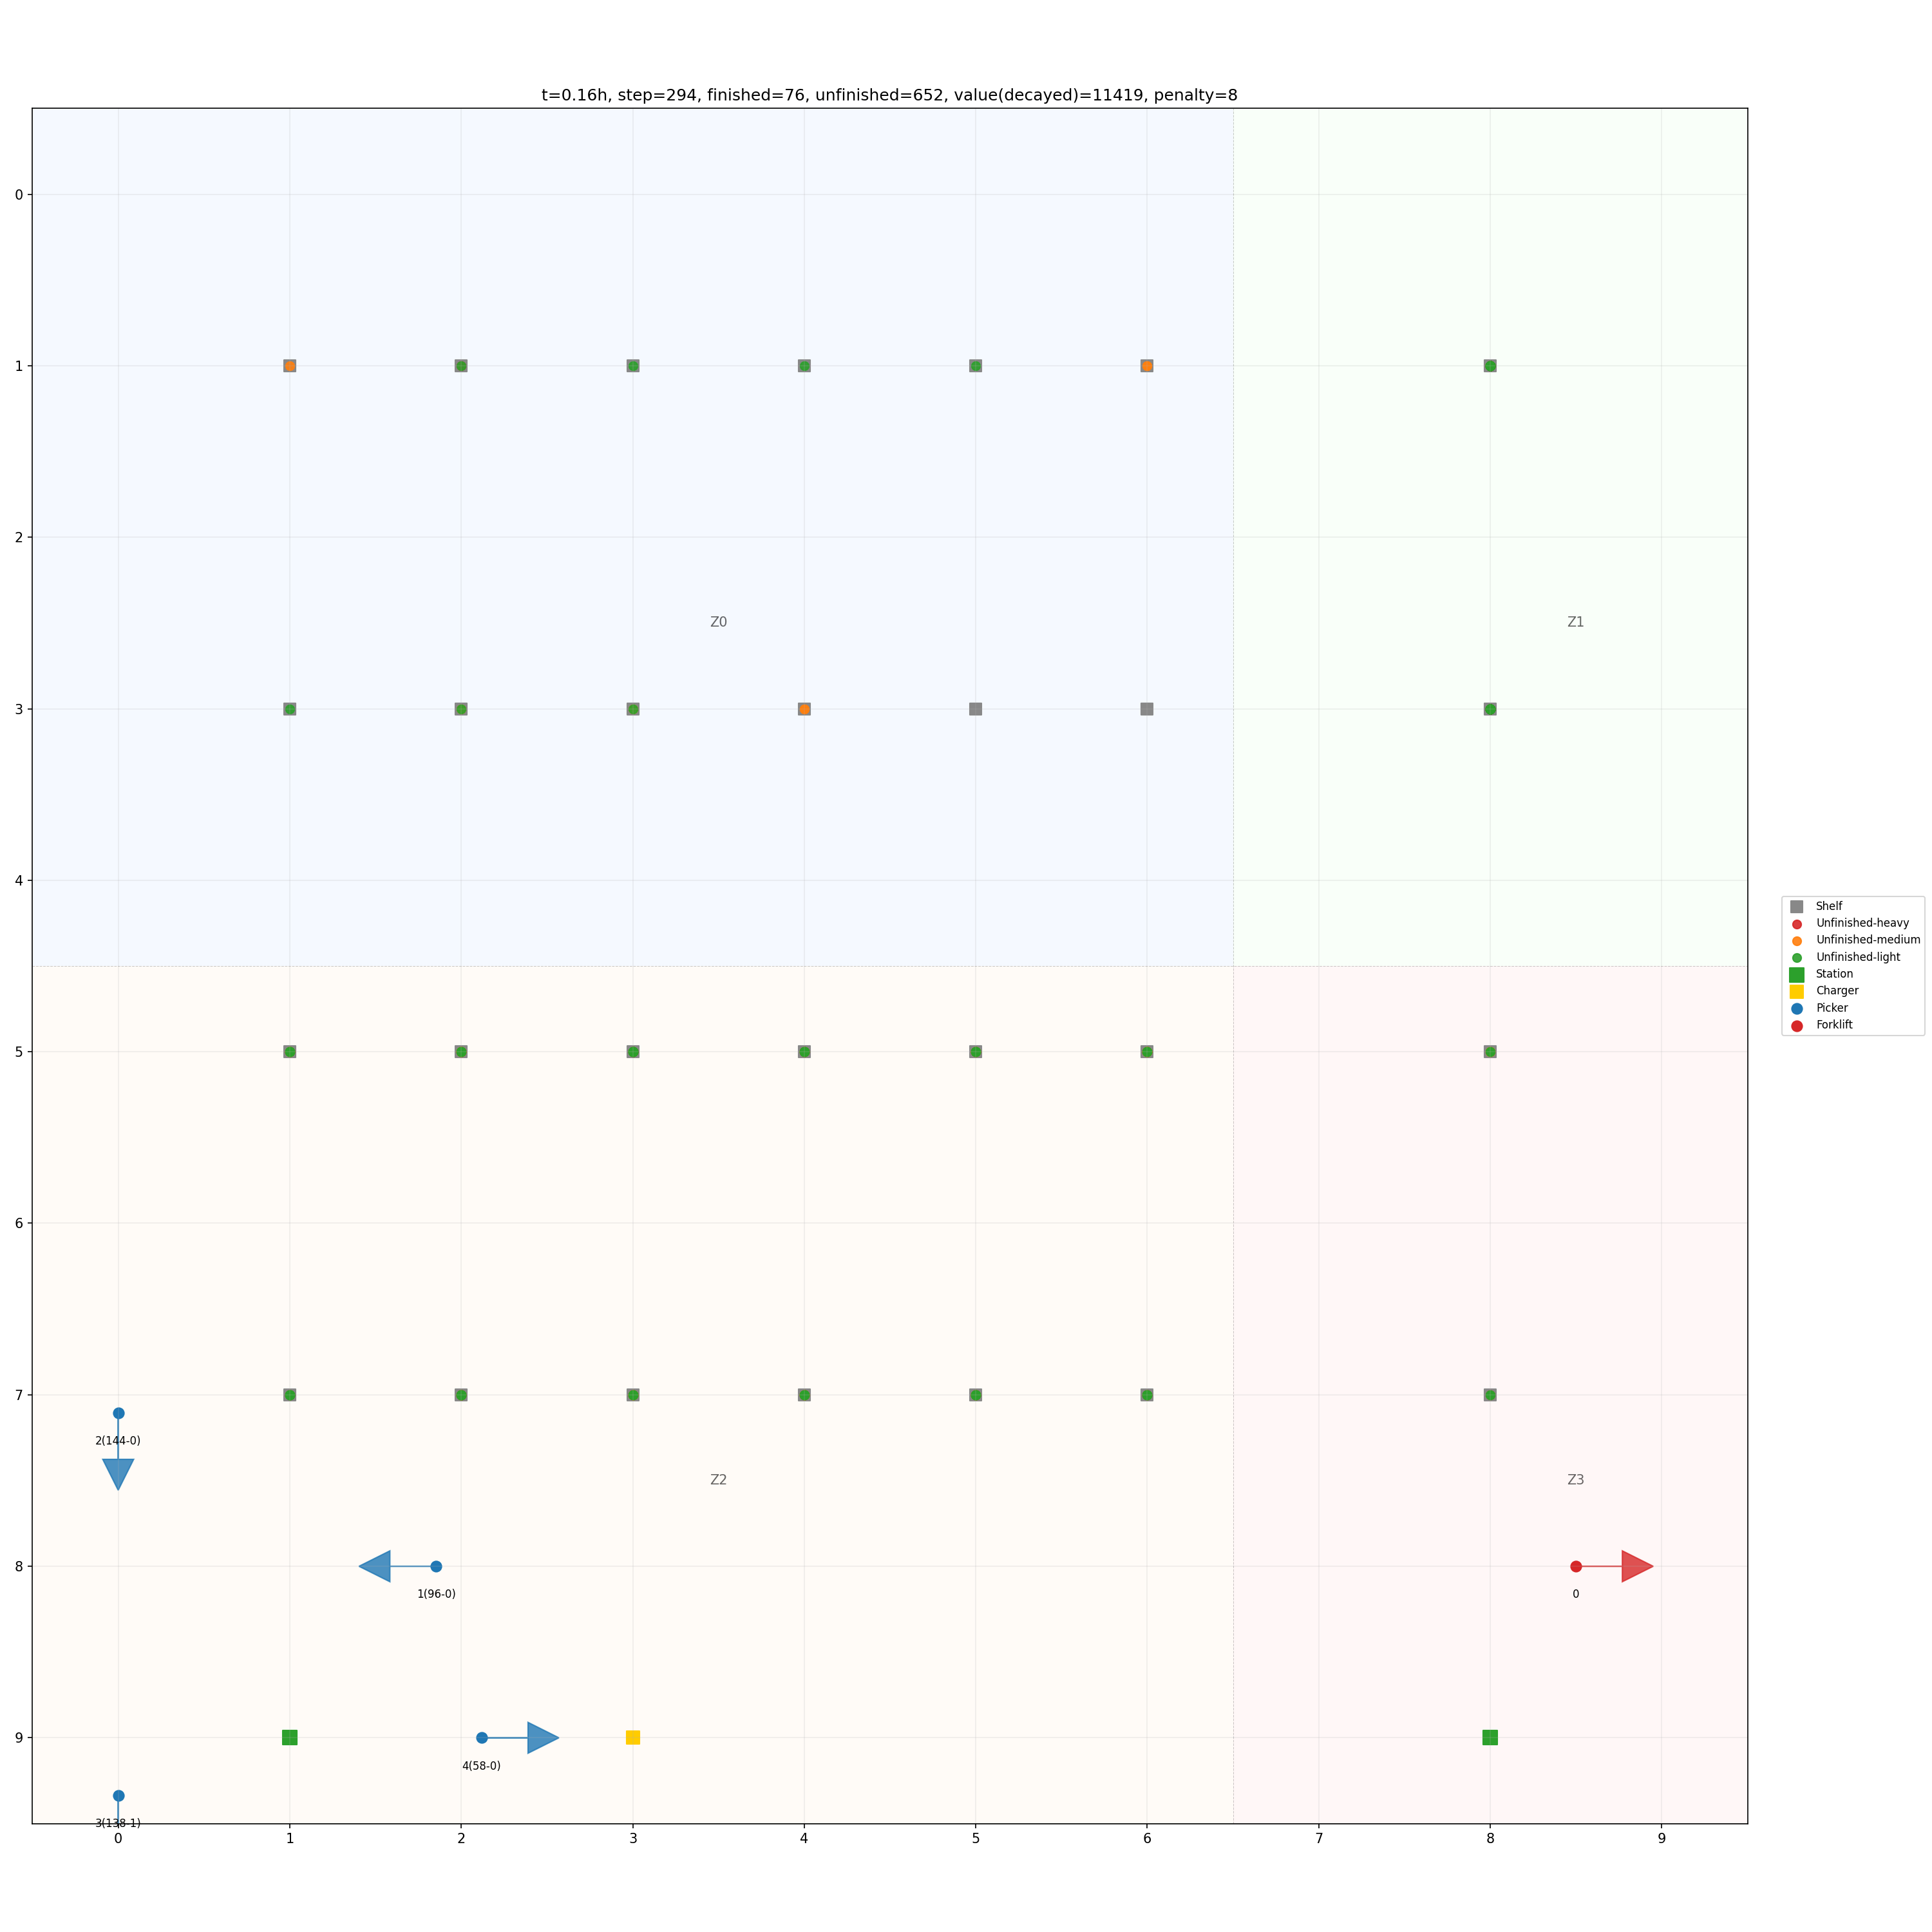 t=0.16h, step=294, finished=76, unfinished=652, value(decayed)=11419, penalty=8
0
1
2
Z0
Z1
3
4
Shelf
Unfinished-heavy
Unfinished-medium
Unfinished-light
Station
Charger
Picker
Forklift
5
6
7
2(144-0)
Z2
Z3
8
1(96-0)
0
9
4(58-0)
3(138-1)
0 1 2 3 4 5 6 7 8 9